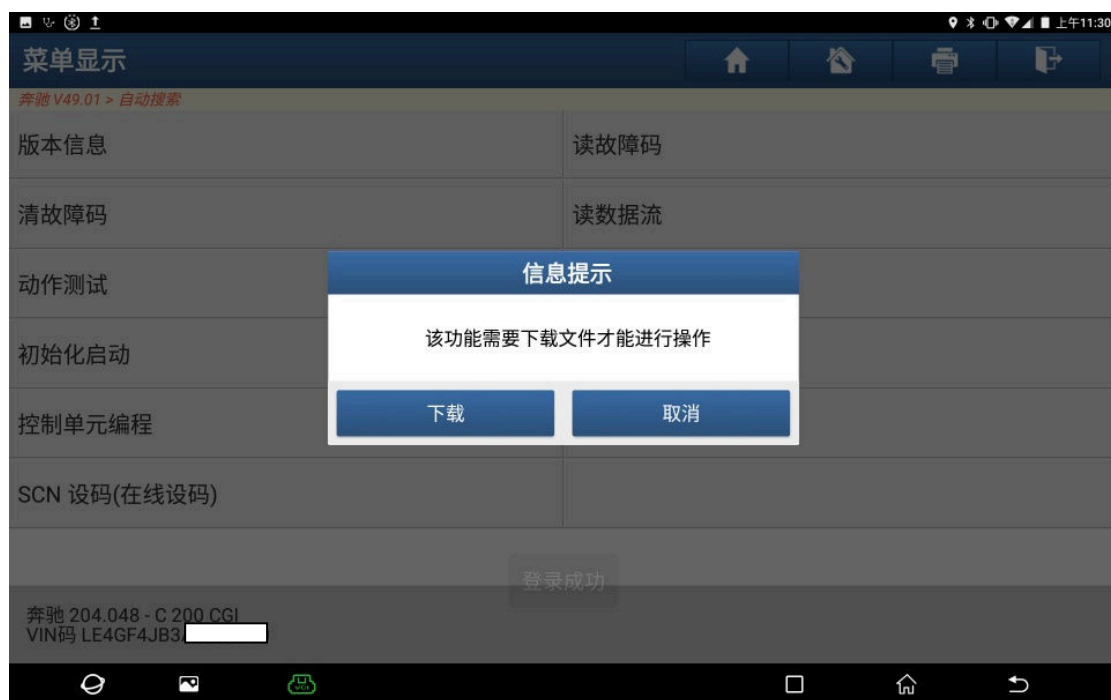 上午11:30
菜单显示
奔驰 V49.01 > 自动搜索
版本信息
读故障码
清故障码
读数据流
动作测试
信息提示
该功能需要下载文件才能进行操作
初始化启动
下载
取消
控制单元编程
SCN 设码(在线设码)
登录成功
奔驰 204.048 - C 200 CGI
VIN码 LE4GF4JB3
VCI